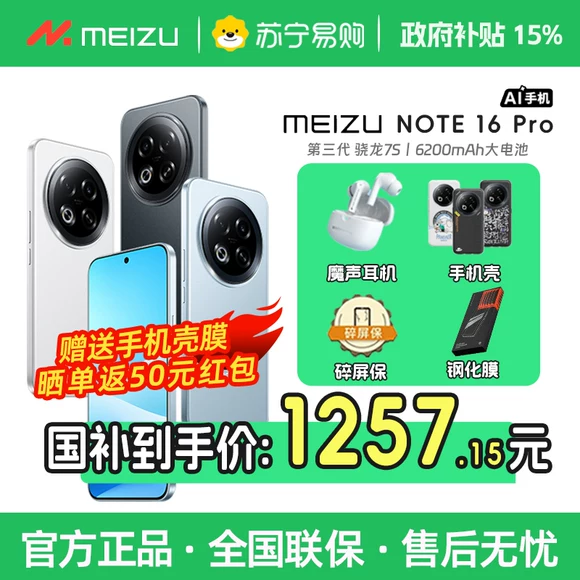 MEIZU
苏宁易购
政府补贴 15%
AI手机
MEIZU NOTE 16 Pro
第三代 骁龙7S | 6200mAh大电池
魔声耳机
手机壳
碎屏保
碎屏保
钢化膜
赠送手机壳膜
晒单返50元红包
国补到手价:1257.15元
官方正品·全国联保·售后无忧